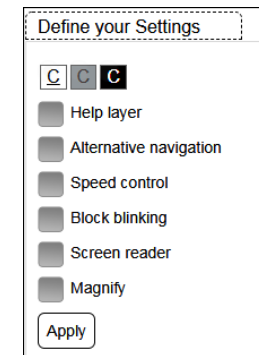 Define your Settings
C C C
Help layer
Alternative navigation
Speed control
Block blinking
Screen reader
Magnify
Apply